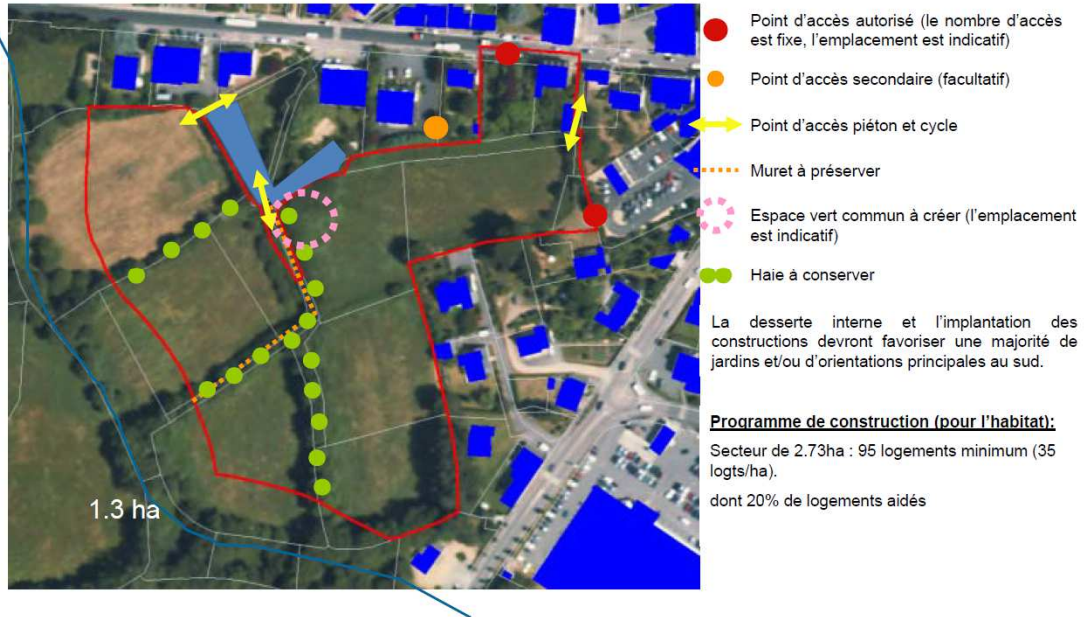 Point d'accès autorisé (le nombre d'accès
est fixe, l'emplacement est indicatif)
Point d'accès secondaire (facultatif)
Point d'accès piéton et cycle
Muret à préserver
Espace vert commun à créer (l'emplacement
est indicatif)
Haie à conserver
La desserte interne et l'implantation des
constructions devront favoriser une majorité de
jardins et/ou d'orientations principales au sud.
Programme de construction (pour l'habitat):
Secteur de 2.73ha : 95 logements minimum (35
logts/ha).
dont 20% de logements aidés
1.3 ha